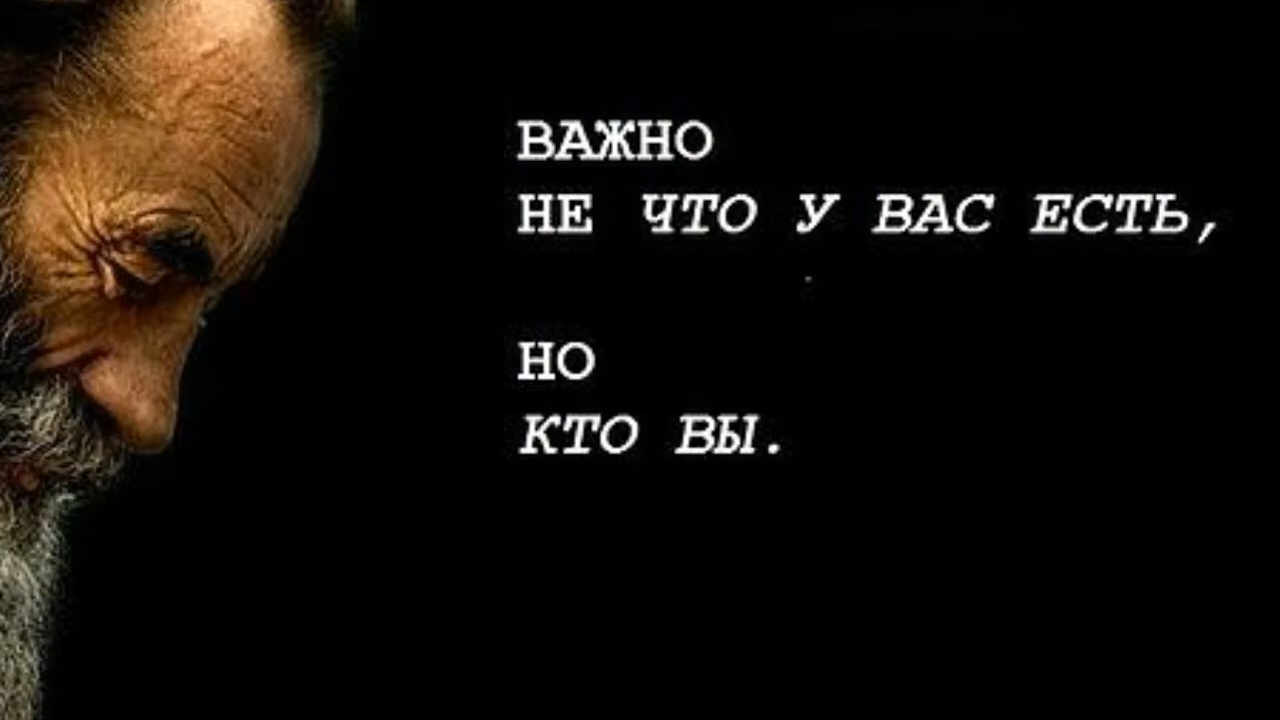 ВАЖНО
НЕ ЧТО У ВАС ЕСТЬ,
НО
КТО ВЫ.